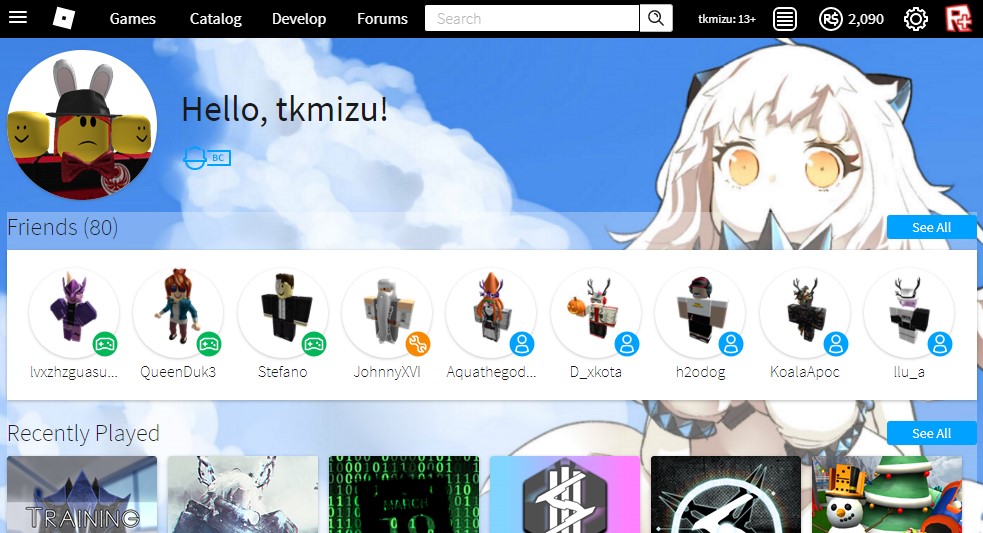 Games Catalog Develop Forums Search tkmizu: 13+ R$ 2,090 R+
Hello, tkmizu!
BC
Friends (80) See All
lvxzhzguasu... QueenDuk3 Stefano JohnnyXVI Aquathegod... D_xkota h2odog KoalaApoc llu_a
Recently Played See All
TRAINING
MARCH